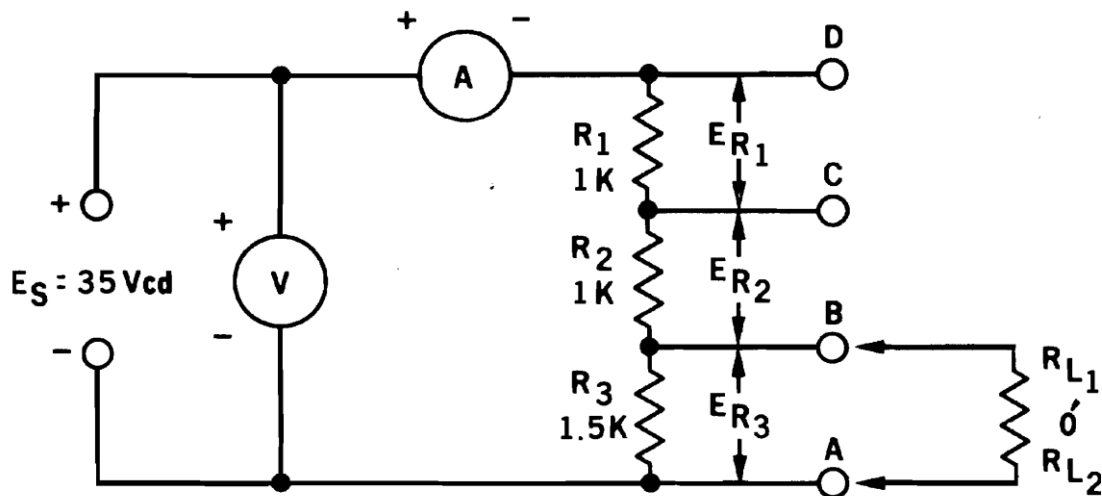 + A -
D
R1
1K
ER1
C
+
ES = 35 Vcd
-
+
V
-
R2
1K
ER2
B
R3
1.5K
ER3
A
RL1
Ó
RL2